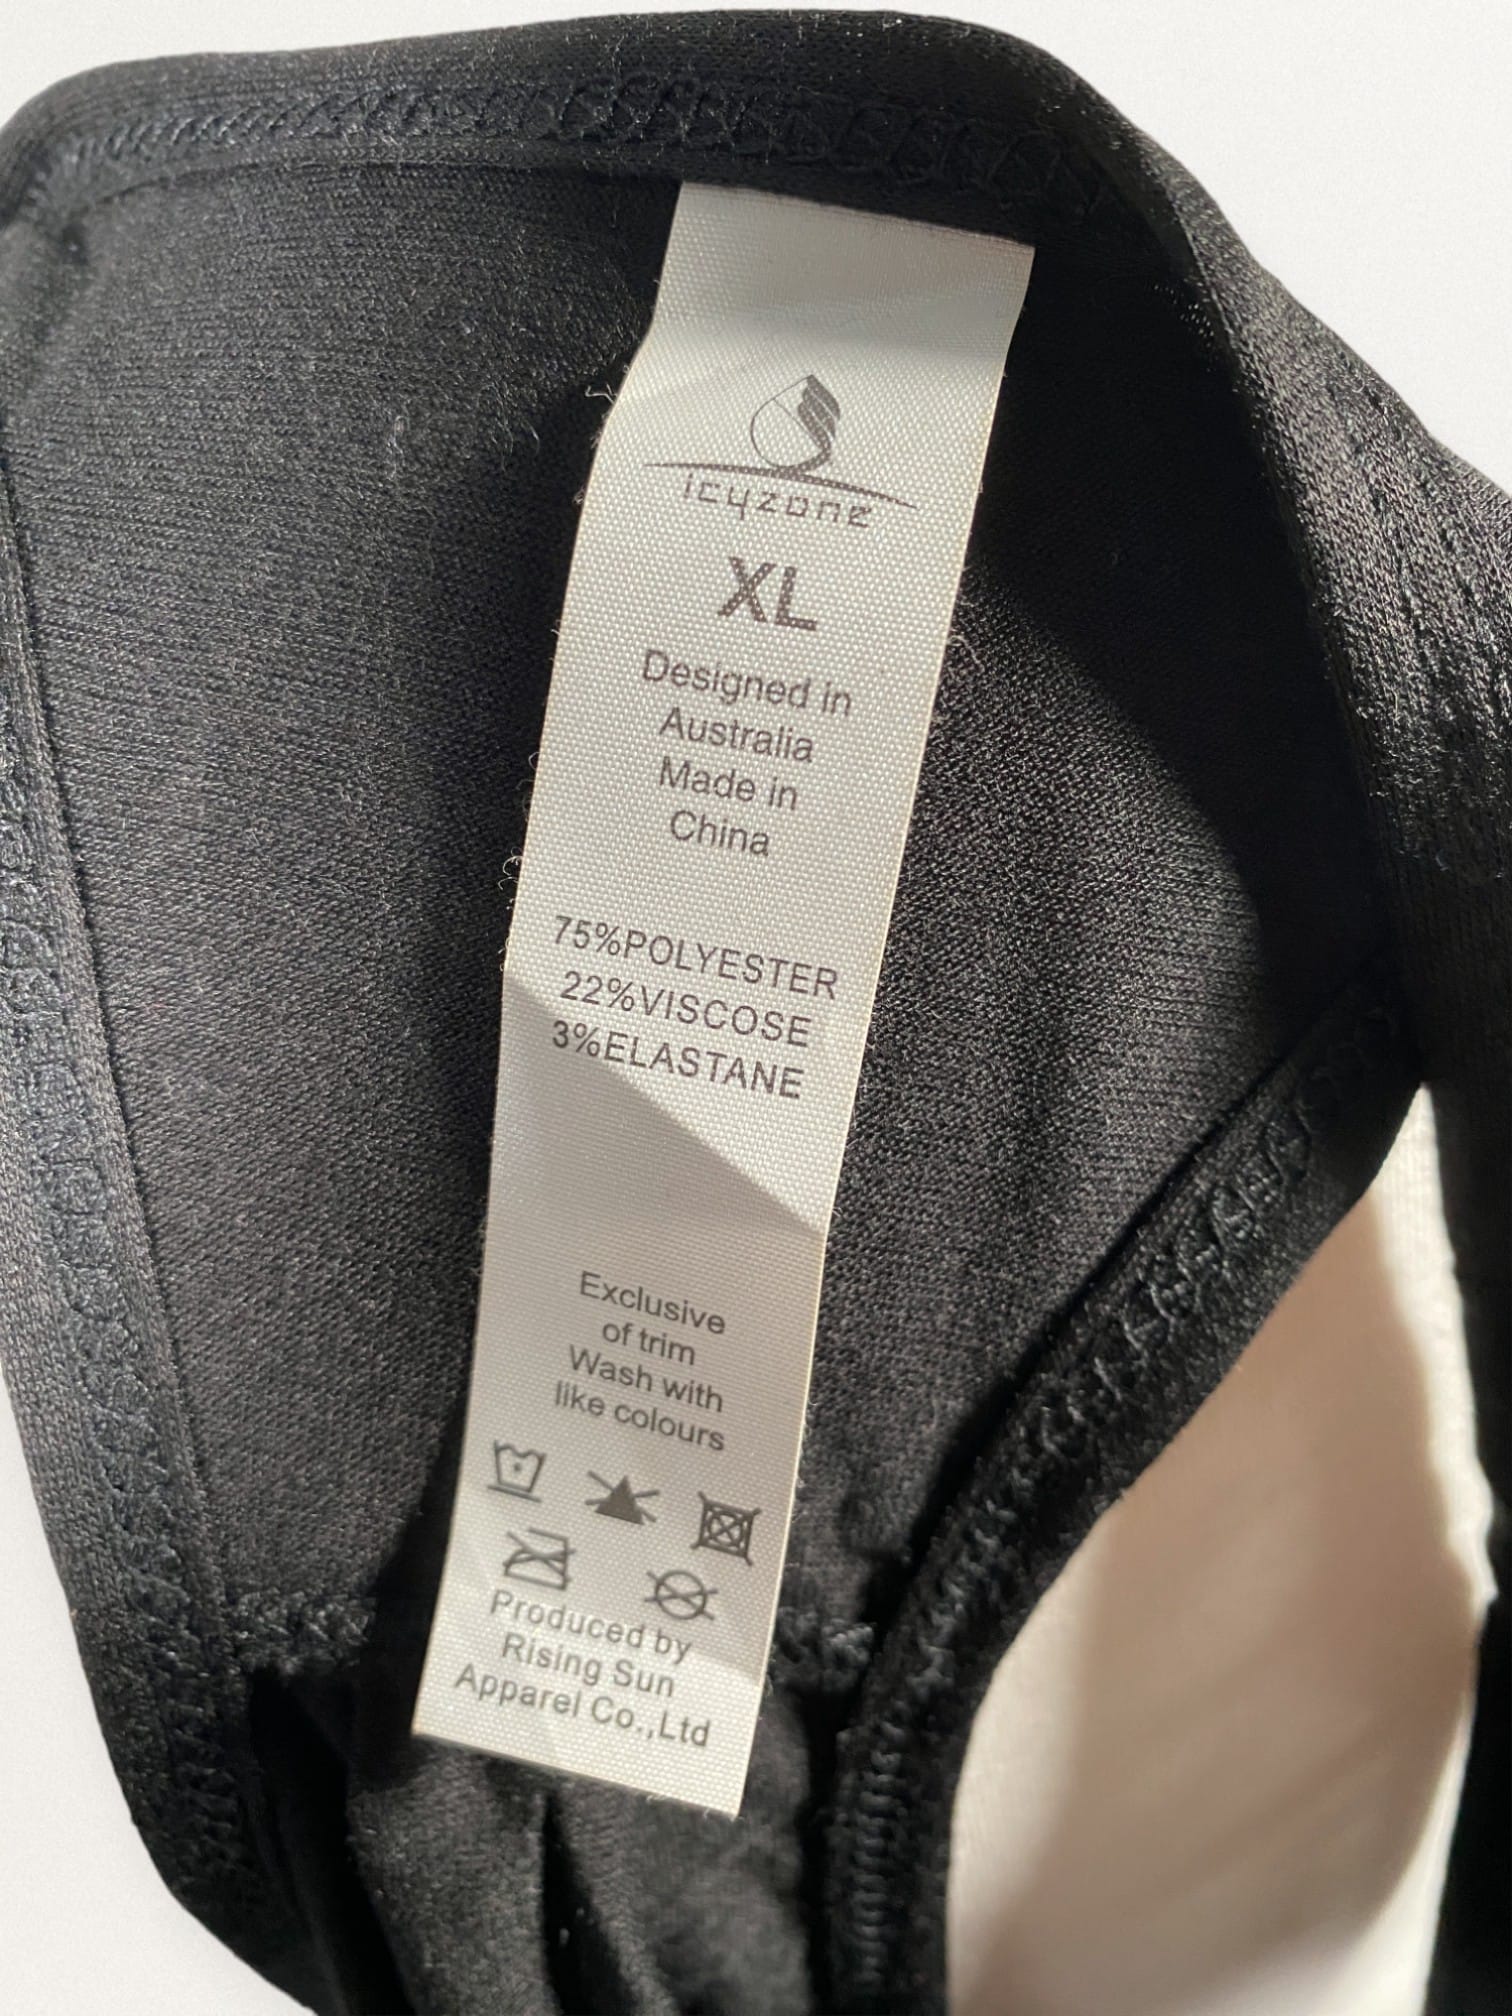 icyzone
XL
Designed in
Australia
Made in
China
75%POLYESTER
22%VISCOSE
3%ELASTANE
Exclusive
of trim
Wash with
like colours
Produced by
Rising Sun
Apparel Co.,Ltd